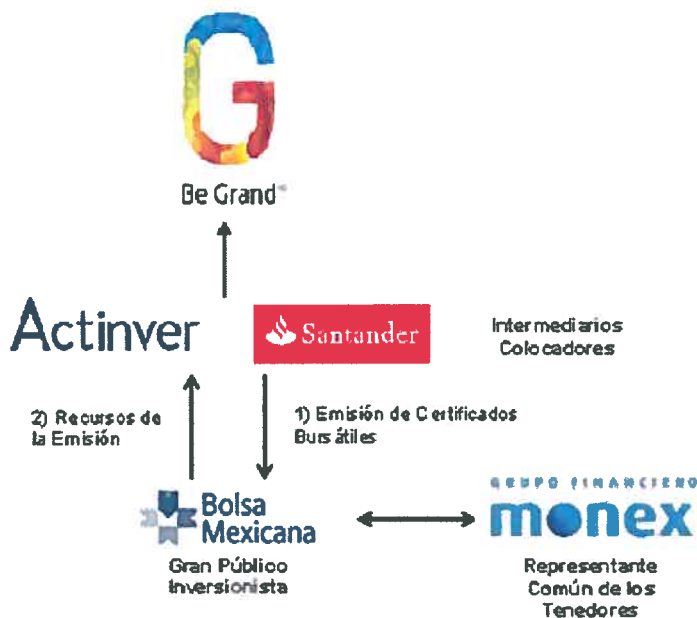 Be Grand
Actinver
Santander
Intermediarios
Colocadores
2) Recursos de
la Emisión
1) Emisión de Certificados
Bursátiles
Bolsa
Mexicana
Gran Público
Inversionista
GRUPO FINANCIERO
monex
Representante
Común de los
Tenedores